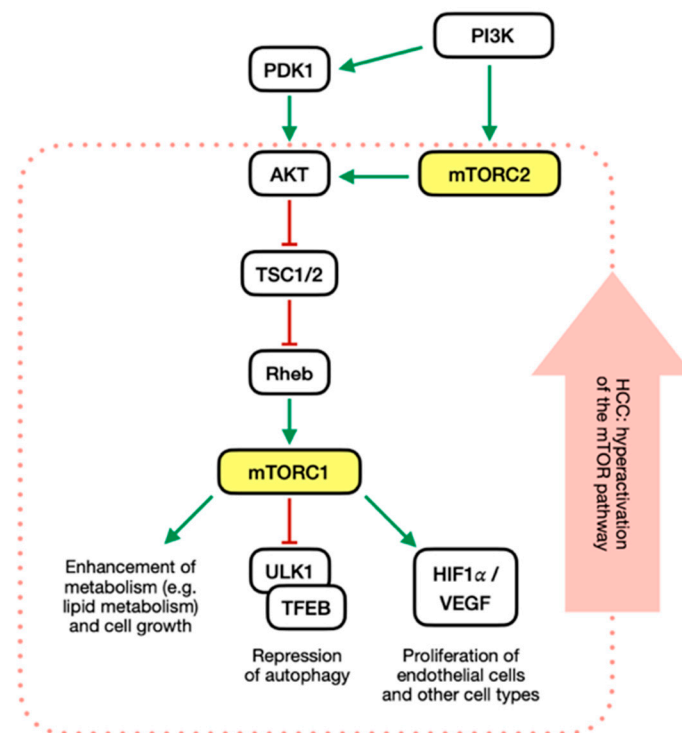 PI3K
PDK1
AKT
mTORC2
TSC1/2
Rheb
mTORC1
HCC: hyperactivation
of the mTOR pathway
Enhancement of
metabolism (e.g.
lipid metabolism)
and cell growth
ULK1
TFEB
Repression
of autophagy
HIF1α /
VEGF
Proliferation of
endothelial cells
and other cell types